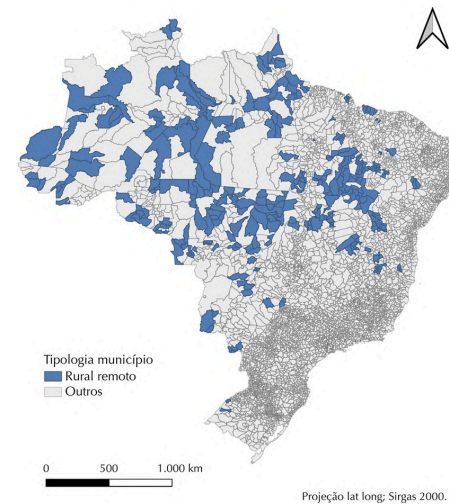 Tipologia município
Rural remoto
Outros
0 500 1.000 km
Projeção lat long; Sirgas 2000.